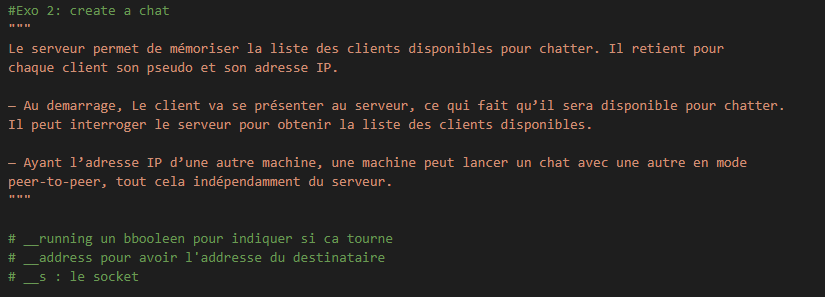 #Exo 2: create a chat
"""
Le serveur permet de mémoriser la liste des clients disponibles pour chatter. Il retient pour
chaque client son pseudo et son adresse IP.
— Au demarrage, Le client va se présenter au serveur, ce qui fait qu’il sera disponible pour chatter.
Il peut interroger le serveur pour obtenir la liste des clients disponibles.
— Ayant l’adresse IP d’une autre machine, une machine peut lancer un chat avec une autre en mode
peer-to-peer, tout cela indépendamment du serveur.
"""
# __running un bbooleen pour indiquer si ca tourne
# __address pour avoir l'addresse du destinataire
# __s : le socket